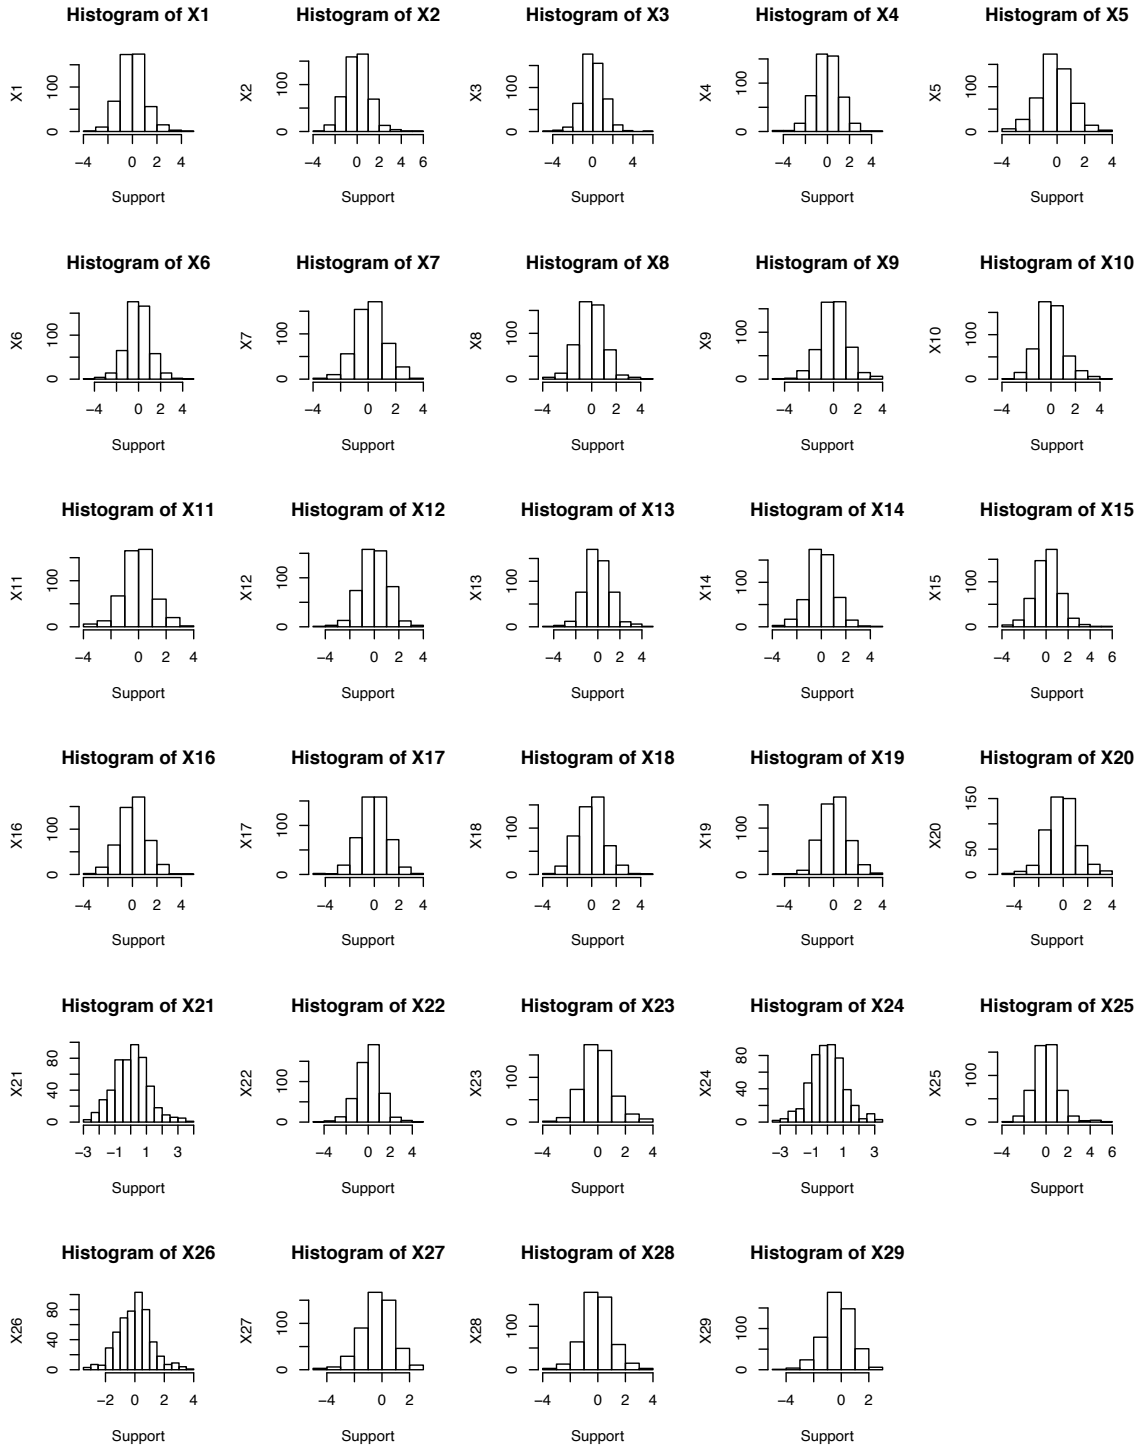 Histogram of X1 Histogram of X2 Histogram of X3 Histogram of X4 Histogram of X5
X1 0 100 X2 0 100 X3 0 100 X4 0 100 X5 0 100
−4 0 2 4 −4 0 2 4 6 −4 0 4 −4 0 2 4 −4 0 2 4
Support Support Support Support Support
Histogram of X6 Histogram of X7 Histogram of X8 Histogram of X9 Histogram of X10
X6 0 100 X7 0 100 X8 0 100 X9 0 100 X10 0 100
−4 0 2 4 −4 0 2 4 −4 0 2 4 −4 0 2 4 −4 0 2 4
Support Support Support Support Support
Histogram of X11 Histogram of X12 Histogram of X13 Histogram of X14 Histogram of X15
X11 0 100 X12 0 100 X13 0 100 X14 0 100 X15 0 100
−4 0 2 4 −4 0 2 4 −4 0 2 4 −4 0 2 4 −4 0 2 4 6
Support Support Support Support Support
Histogram of X16 Histogram of X17 Histogram of X18 Histogram of X19 Histogram of X20
X16 0 100 X17 0 100 X18 0 100 X19 0 100 X20 0 50 150
−4 0 2 4 −4 0 2 4 −4 0 2 4 −4 0 2 4 −4 0 2 4
Support Support Support Support Support
Histogram of X21 Histogram of X22 Histogram of X23 Histogram of X24 Histogram of X25
X21 0 40 80 X22 0 100 X23 0 100 X24 0 40 80 X25 0 100
−3 −1 1 3 −4 0 2 4 −4 0 2 4 −3 −1 1 3 −4 0 2 4 6
Support Support Support Support Support
Histogram of X26 Histogram of X27 Histogram of X28 Histogram of X29
X26 0 40 80 X27 0 100 X28 0 100 X29 0 100
−2 0 2 4 −4 0 2 −4 0 2 4 −4 0 2
Support Support Support Support